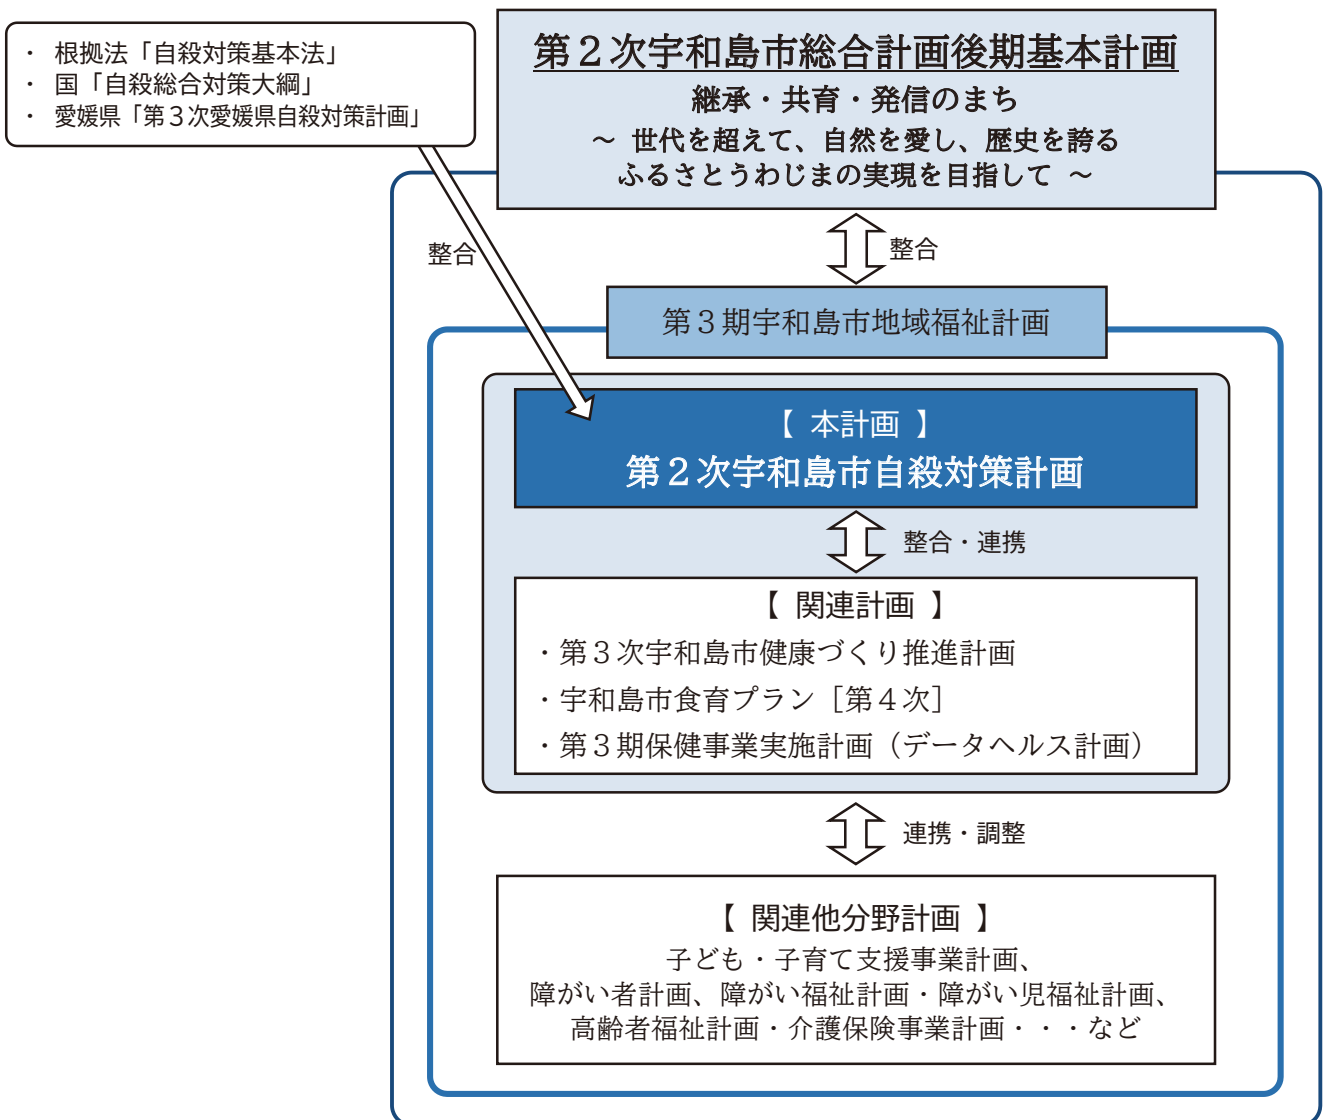 ・ 根拠法「自殺対策基本法」
・ 国「自殺総合対策大綱」
・ 愛媛県「第３次愛媛県自殺対策計画」
第２次宇和島市総合計画後期基本計画
継承・共育・発信のまち
～ 世代を超えて、自然を愛し、歴史を誇る
ふるさとうわじまの実現を目指して ～
整合
整合
第３期宇和島市地域福祉計画
【 本計画 】
第２次宇和島市自殺対策計画
整合・連携
【 関連計画 】
・第３次宇和島市健康づくり推進計画
・宇和島市食育プラン［第４次］
・第３期保健事業実施計画（データヘルス計画）
連携・調整
【 関連他分野計画 】
子ども・子育て支援事業計画、
障がい者計画、障がい福祉計画・障がい児福祉計画、
高齢者福祉計画・介護保険事業計画・・・など